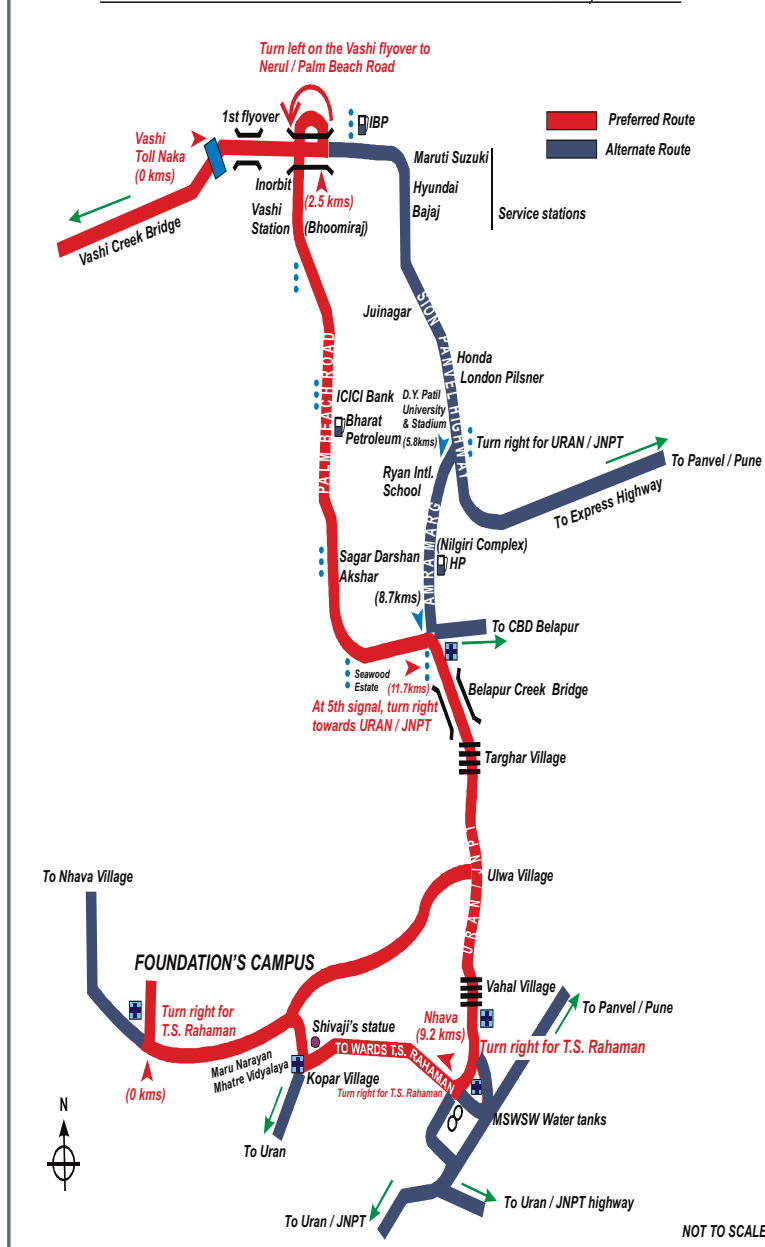 Turn left on the Vashi flyover to
Nerul / Palm Beach Road
1st flyover
IBP
Preferred Route
Alternate Route
Vashi
Toll Naka
(0 kms)
Maruti Suzuki
Hyundai
Bajaj
Service stations
Inorbit
(2.5 kms)
Vashi
Station
(Bhoomiraj)
Vashi Creek Bridge
SION PANVEL HIGHWAY
Juinagar
PALM BEACH ROAD
Honda
London Pilsner
ICICI Bank
Bharat
Petroleum
D.Y. Patil
University
& Stadium
(5.8kms)
Turn right for URAN / JNPT
To Panvel / Pune
To Express Highway
Ryan Intl.
School
AMRA MARG
(Nilgiri Complex)
HP
Sagar Darshan
Akshar
(8.7kms)
To CBD Belapur
Seawood
Estate
(11.7kms)
Belapur Creek Bridge
At 5th signal, turn right
towards URAN / JNPT
Targhar Village
URAN / JNPT
To Nhava Village
Ulwa Village
FOUNDATION'S CAMPUS
Vahal Village
To Panvel / Pune
Turn right for
T.S. Rahaman
Shivaji's statue
Nhava
(9.2 kms)
Turn right for T.S. Rahaman
TO WARDS T.S. RAHAMAN
Maru Narayan
Mhatre Vidyalaya
Kopar Village
Turn right for T.S. Rahaman
(0 kms)
MSWSW Water tanks
N
To Uran
To Uran / JNPT highway
To Uran / JNPT
NOT TO SCALE